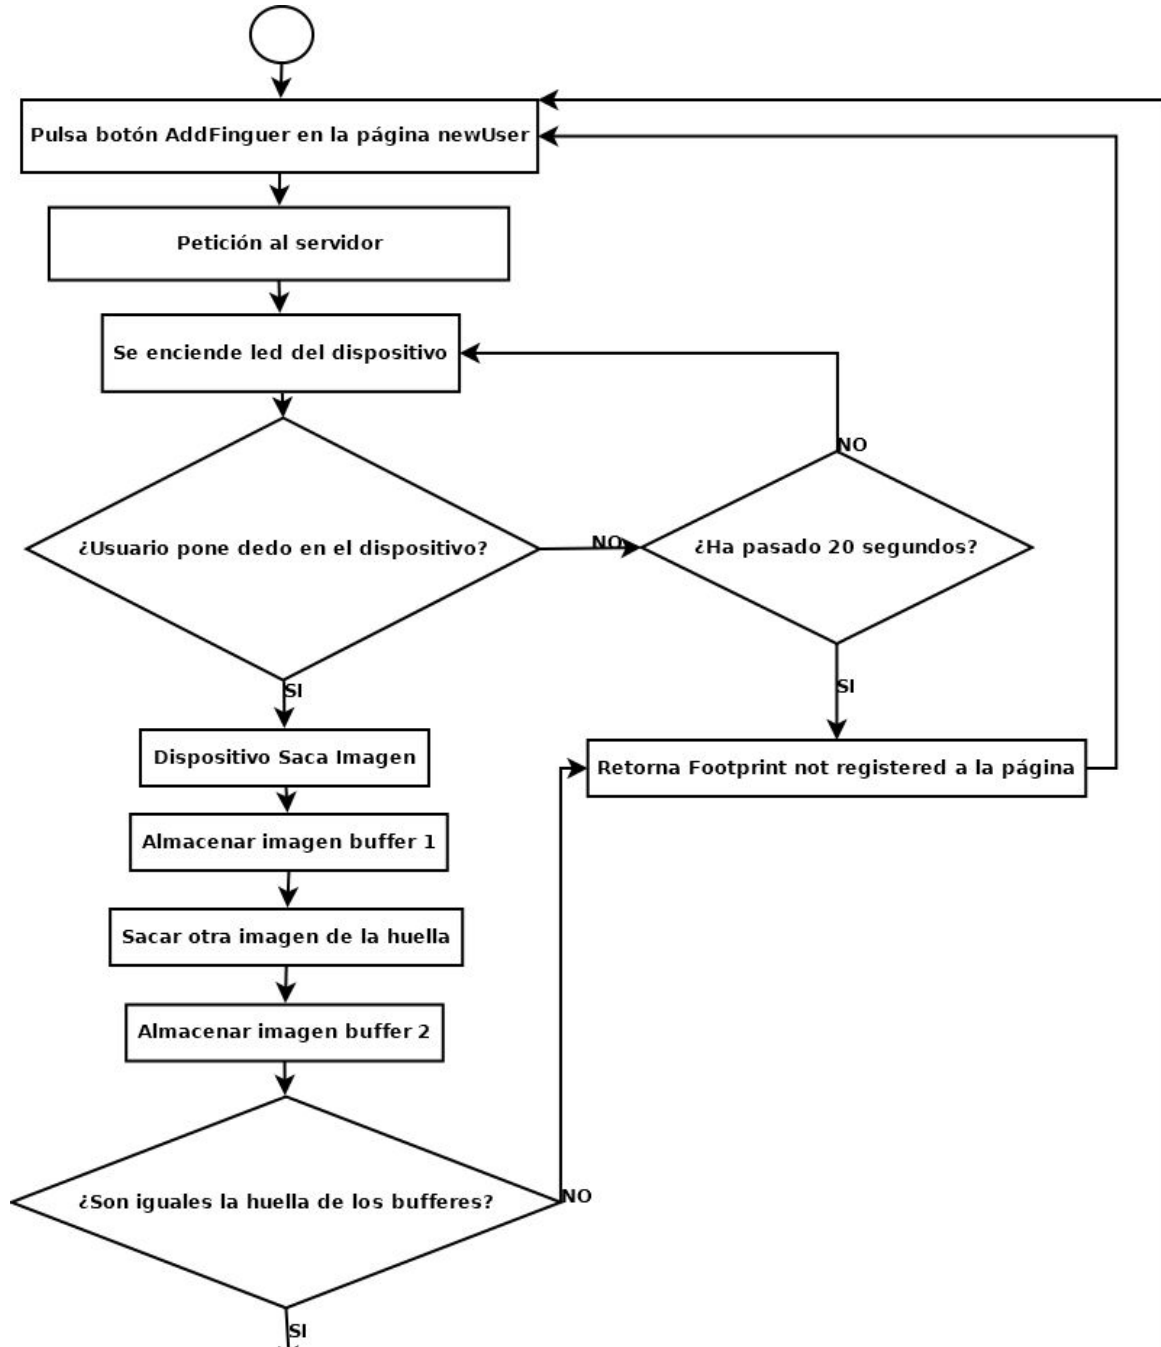 Pulsa botón AddFinguer en la página newUser
Petición al servidor
Se enciende led del dispositivo
NO
¿Usuario pone dedo en el dispositivo?
NO
¿Ha pasado 20 segundos?
SI
SI
Dispositivo Saca Imagen
Retorna Footprint not registered a la página
Almacenar imagen buffer 1
Sacar otra imagen de la huella
Almacenar imagen buffer 2
¿Son iguales la huella de los bufferes?
NO
SI